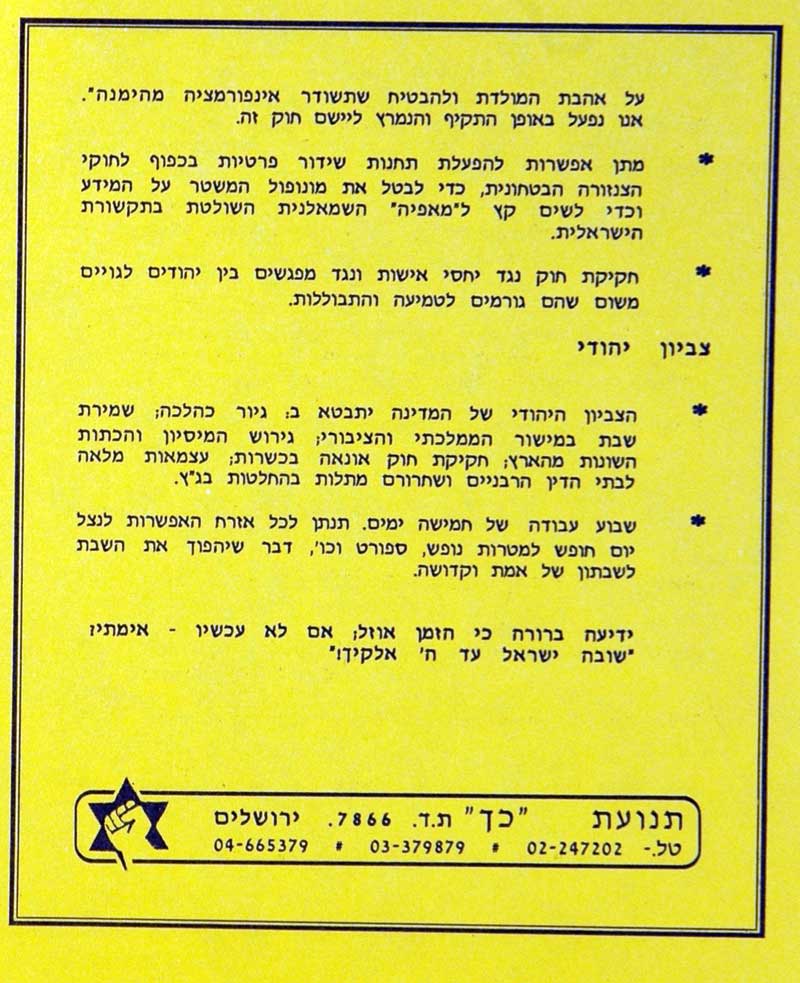 על אהבת המולדת ולהבטיח שתשודר אינפורמציה מהימנה".
אנו נפעל באופן התקיף והנמרץ ליישם חוק זה.
* מתן אפשרות להפעלת תחנות שידור פרטיות בכפוף לחוקי
הצנזורה הבטחונית, כדי לבטל את מונופול המשטר על המידע
וכדי לשים קץ ל"מאפיה" השמאלנית השולטת בתקשורת
הישראלית.
* חקיקת חוק נגד יחסי אישות ונגד מפגשים בין יהודים לגויים
משום שהם גורמים לטמיעה והתבוללות.
צביון יהודי
* הצביון היהודי של המדינה יתבטא ב: גיור כהלכה; שמירת
שבת במישור הממלכתי והציבורי; גירוש המיסיון והכתות
השונות מהארץ; חקיקת חוק אונאה בכשרות; עצמאות מלאה
לבתי הדין הרבניים ושחרורם מתלות בהחלטות בג"ץ.
* שבוע עבודה של חמישה ימים. תנתן לכל אזרח האפשרות לנצל
יום חופש למטרות נופש, ספורט וכו', דבר שיהפוך את השבת
לשבתון של אמת וקדושה.
ידיעה ברורה כי הזמן אוזל; אם לא עכשיו - אימתי?
"שובה ישראל עד ה' אלקיך!"
תנועת "כך" ת.ד. 7866. ירושלים
טל.- 02-247202 # 03-379879 # 04-665379